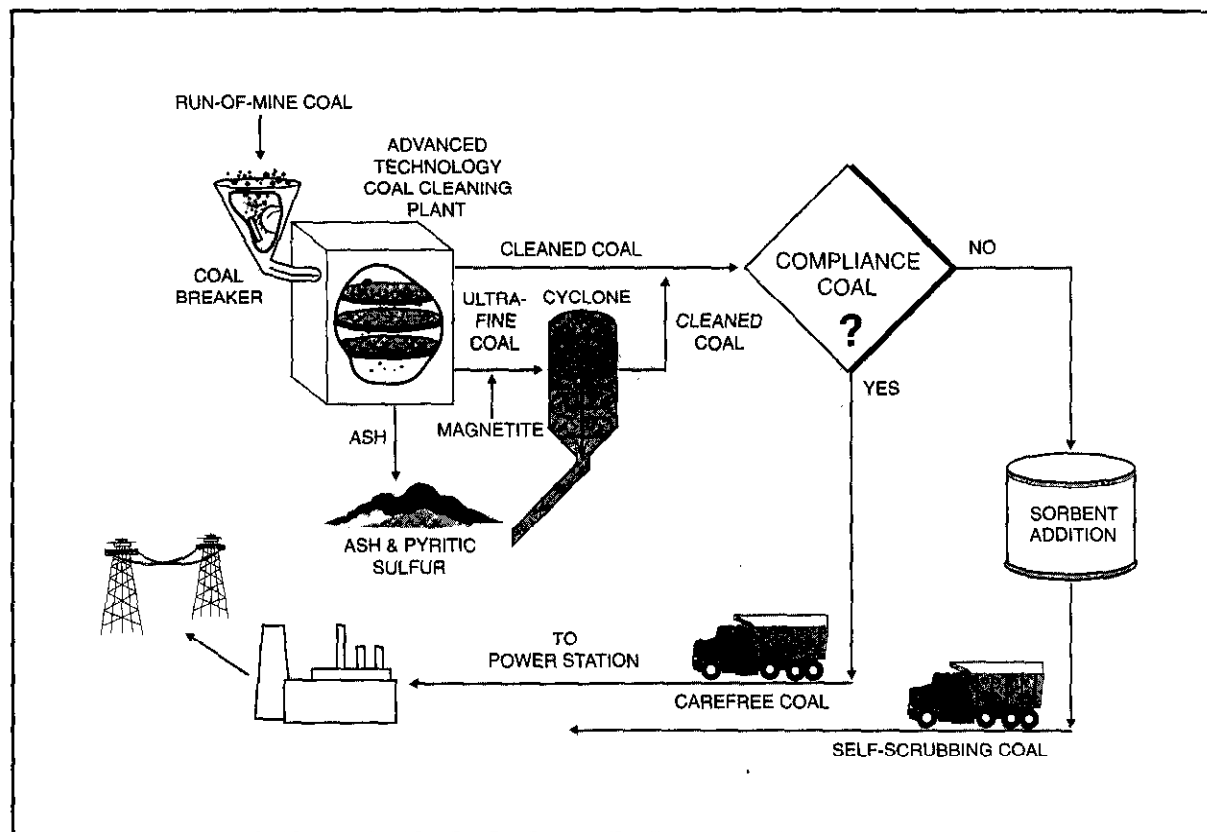 RUN-OF-MINE COAL
ADVANCED
TECHNOLOGY
COAL CLEANING
PLANT
COAL
BREAKER
CLEANED COAL
ULTRA-
FINE
COAL
CYCLONE
CLEANED
COAL
MAGNETITE
ASH
ASH & PYRITIC
SULFUR
COMPLIANCE
COAL
?
NO
YES
SORBENT
ADDITION
TO
POWER STATION
CAREFREE COAL
SELF-SCRUBBING COAL